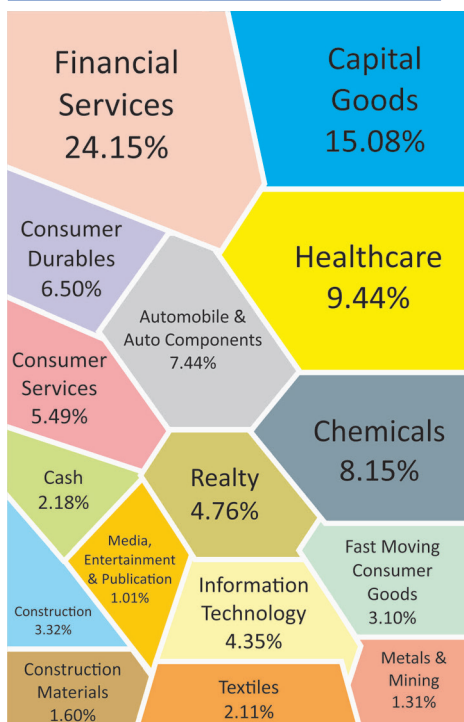 Financial
Services
24.15%
Capital
Goods
15.08%
Consumer
Durables
6.50%
Automobile &
Auto Components
7.44%
Healthcare
9.44%
Consumer
Services
5.49%
Chemicals
8.15%
Cash
2.18%
Realty
4.76%
Media,
Entertainment
& Publication
1.01%
Fast Moving
Consumer
Goods
3.10%
Construction
3.32%
Information
Technology
4.35%
Construction
Materials
1.60%
Textiles
2.11%
Metals &
Mining
1.31%